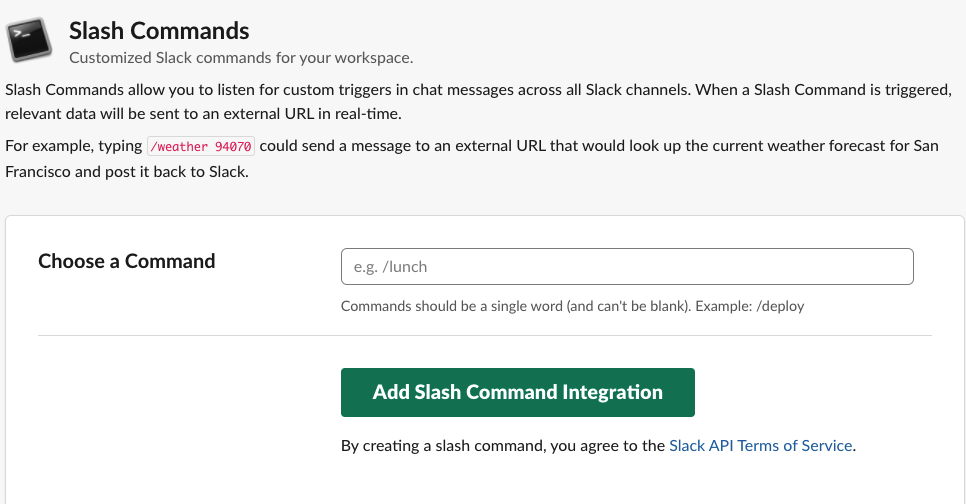 >_
Slash Commands
Customized Slack commands for your workspace.
Slash Commands allow you to listen for custom triggers in chat messages across all Slack channels. When a Slash Command is triggered,
relevant data will be sent to an external URL in real-time.
For example, typing /weather 94070 could send a message to an external URL that would look up the current weather forecast for San
Francisco and post it back to Slack.
Choose a Command
e.g. /lunch
Commands should be a single word (and can't be blank). Example: /deploy
Add Slash Command Integration
By creating a slash command, you agree to the Slack API Terms of Service.